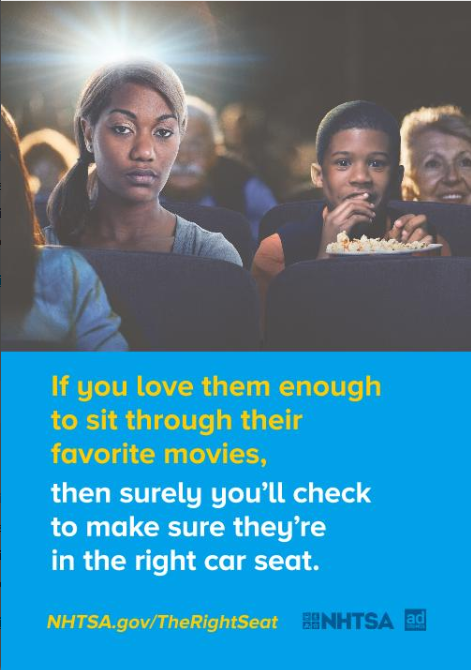 If you love them enough
to sit through their
favorite movies,
then surely you'll check
to make sure they're
in the right car seat.
NHTSA.gov/TheRightSeat NHTSA ad